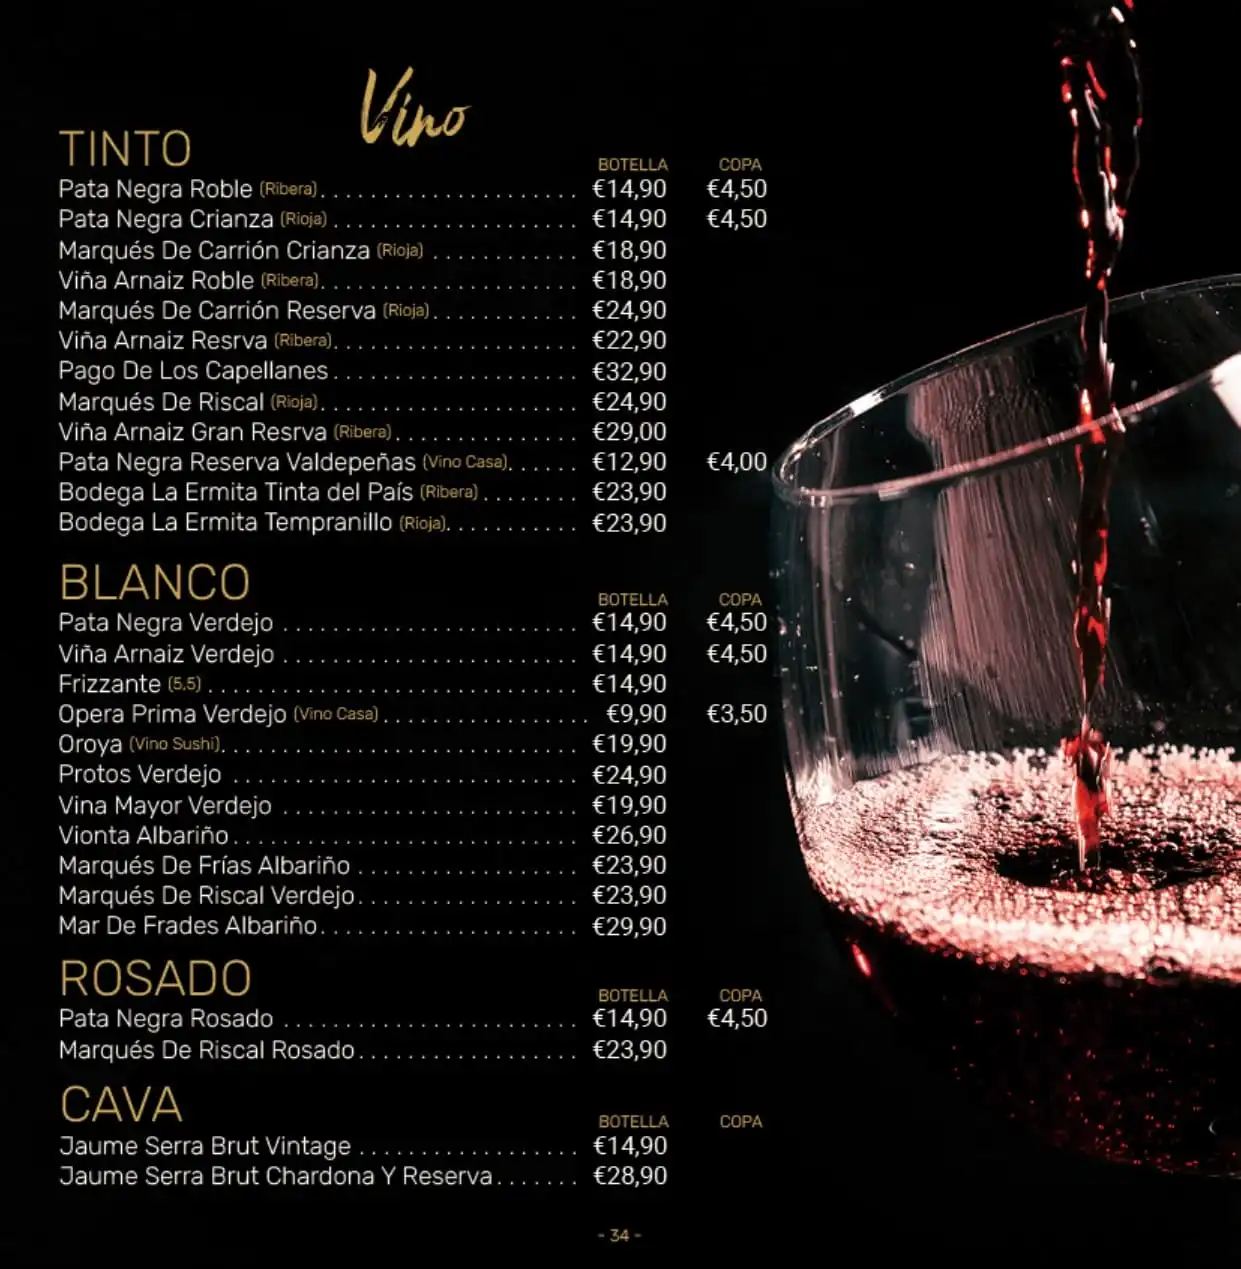 Vino
TINTO
BOTELLA COPA
Pata Negra Roble (Ribera). . . . . . . . . . . . . . . . . . . . . €14,90 €4,50
Pata Negra Crianza (Rioja) . . . . . . . . . . . . . . . . . . . . €14,90 €4,50
Marqués De Carrión Crianza (Rioja) . . . . . . . . . . . . €18,90
Viña Arnaiz Roble (Ribera). . . . . . . . . . . . . . . . . . . . . €18,90
Marqués De Carrión Reserva (Rioja). . . . . . . . . . . . €24,90
Viña Arnaiz Resrva (Ribera). . . . . . . . . . . . . . . . . . . . €22,90
Pago De Los Capellanes. . . . . . . . . . . . . . . . . . . . €32,90
Marqués De Riscal (Rioja). . . . . . . . . . . . . . . . . . . . . €24,90
Viña Arnaiz Gran Resrva (Ribera). . . . . . . . . . . . . . . €29,00
Pata Negra Reserva Valdepeñas (Vino Casa). . . . . . €12,90 €4,00
Bodega La Ermita Tinta del País (Ribera) . . . . . . . . €23,90
Bodega La Ermita Tempranillo (Rioja). . . . . . . . . . . €23,90
BLANCO
BOTELLA COPA
Pata Negra Verdejo . . . . . . . . . . . . . . . . . . . . . . . . €14,90 €4,50
Viña Arnaiz Verdejo . . . . . . . . . . . . . . . . . . . . . . . . €14,90 €4,50
Frizzante (5,5) . . . . . . . . . . . . . . . . . . . . . . . . . . . . . . €14,90
Opera Prima Verdejo (Vino Casa). . . . . . . . . . . . . . . . . €9,90 €3,50
Oroya (Vino Sushi). . . . . . . . . . . . . . . . . . . . . . . . . . . . . €19,90
Protos Verdejo . . . . . . . . . . . . . . . . . . . . . . . . . . . . €24,90
Vina Mayor Verdejo . . . . . . . . . . . . . . . . . . . . . . . . €19,90
Vionta Albariño. . . . . . . . . . . . . . . . . . . . . . . . . . . . €26,90
Marqués De Frías Albariño . . . . . . . . . . . . . . . . . . €23,90
Marqués De Riscal Verdejo. . . . . . . . . . . . . . . . . . €23,90
Mar De Frades Albariño. . . . . . . . . . . . . . . . . . . . . €29,90
ROSADO
BOTELLA COPA
Pata Negra Rosado . . . . . . . . . . . . . . . . . . . . . . . . €14,90 €4,50
Marqués De Riscal Rosado. . . . . . . . . . . . . . . . . . €23,90
CAVA
BOTELLA COPA
Jaume Serra Brut Vintage . . . . . . . . . . . . . . . . . . €14,90
Jaume Serra Brut Chardona Y Reserva. . . . . . . €28,90
- 34 -